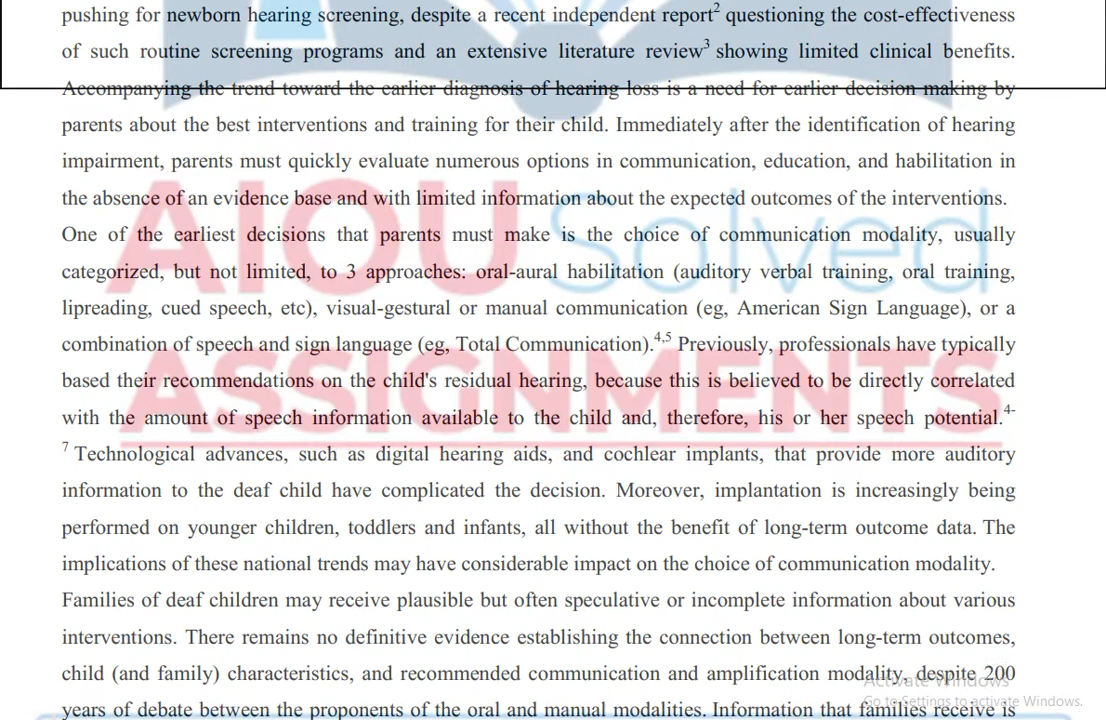 pushing for newborn hearing screening, despite a recent independent report2 questioning the cost-effectiveness
of such routine screening programs and an extensive literature review3 showing limited clinical benefits.
Accompanying the trend toward the earlier diagnosis of hearing loss is a need for earlier decision making by
parents about the best interventions and training for their child. Immediately after the identification of hearing
impairment, parents must quickly evaluate numerous options in communication, education, and habilitation in
the absence of an evidence base and with limited information about the expected outcomes of the interventions.
One of the earliest decisions that parents must make is the choice of communication modality, usually
categorized, but not limited, to 3 approaches: oral-aural habilitation (auditory verbal training, oral training,
lipreading, cued speech, etc), visual-gestural or manual communication (eg, American Sign Language), or a
combination of speech and sign language (eg, Total Communication).4,5 Previously, professionals have typically
based their recommendations on the child's residual hearing, because this is believed to be directly correlated
with the amount of speech information available to the child and, therefore, his or her speech potential.4-
7 Technological advances, such as digital hearing aids, and cochlear implants, that provide more auditory
information to the deaf child have complicated the decision. Moreover, implantation is increasingly being
performed on younger children, toddlers and infants, all without the benefit of long-term outcome data. The
implications of these national trends may have considerable impact on the choice of communication modality.
Families of deaf children may receive plausible but often speculative or incomplete information about various
interventions. There remains no definitive evidence establishing the connection between long-term outcomes,
child (and family) characteristics, and recommended communication and amplification modality, despite 200
years of debate between the proponents of the oral and manual modalities. Information that families receive is
AIOU Solved
ASSIGNMENTS
Activate Windows
Go to Settings to activate Windows.